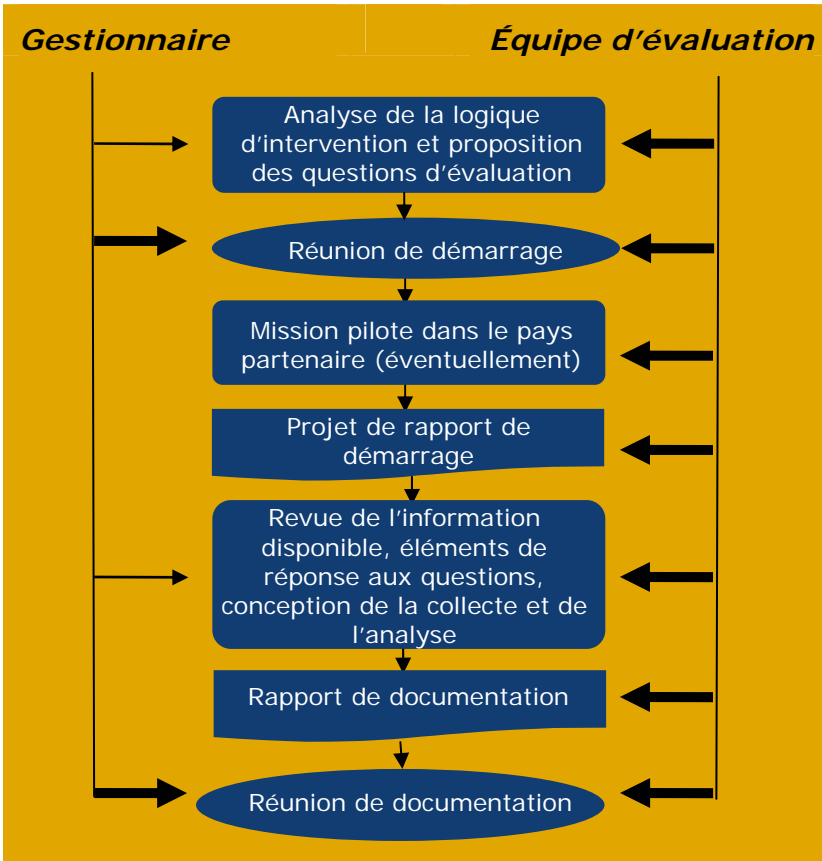 Gestionnaire
Équipe d'évaluation
Analyse de la logique
d'intervention et proposition
des questions d'évaluation
Réunion de démarrage
Mission pilote dans le pays
partenaire (éventuellement)
Projet de rapport de
démarrage
Revue de l'information
disponible, éléments de
réponse aux questions,
conception de la collecte et de
l'analyse
Rapport de documentation
Réunion de documentation